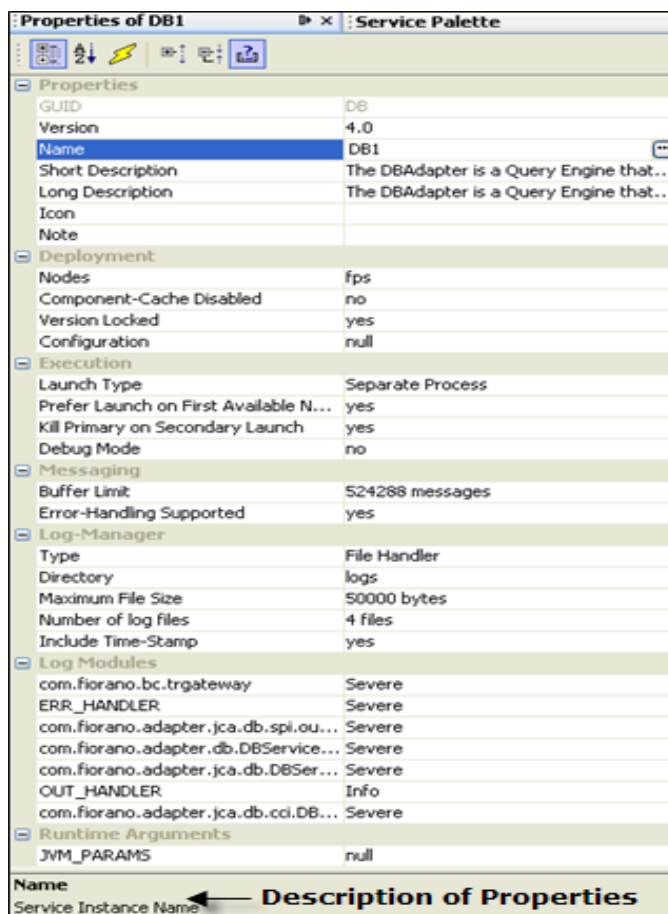 Properties of DB1
Service Palette
Properties
GUID DB
Version 4.0
Name DB1
Short Description The DBAdapter is a Query Engine that...
Long Description The DBAdapter is a Query Engine that...
Icon
Note
Deployment
Nodes fps
Component-Cache Disabled no
Version Locked yes
Configuration null
Execution
Launch Type Separate Process
Prefer Launch on First Available N... yes
Kill Primary on Secondary Launch yes
Debug Mode no
Messaging
Buffer Limit 524288 messages
Error-Handling Supported yes
Log-Manager
Type File Handler
Directory logs
Maximum File Size 50000 bytes
Number of log files 4 files
Include Time-Stamp yes
Log Modules
com.fiorano.bc.trgateway Severe
ERR_HANDLER Severe
com.fiorano.adapter.jca.db.spi.ou... Severe
com.fiorano.adapter.db.DBService... Severe
com.fiorano.adapter.jca.db.DBSer... Severe
OUT_HANDLER Info
com.fiorano.adapter.jca.db.cci.DB... Severe
Runtime Arguments
JVM_PARAMS null
Name
Service Instance Name
Description of Properties